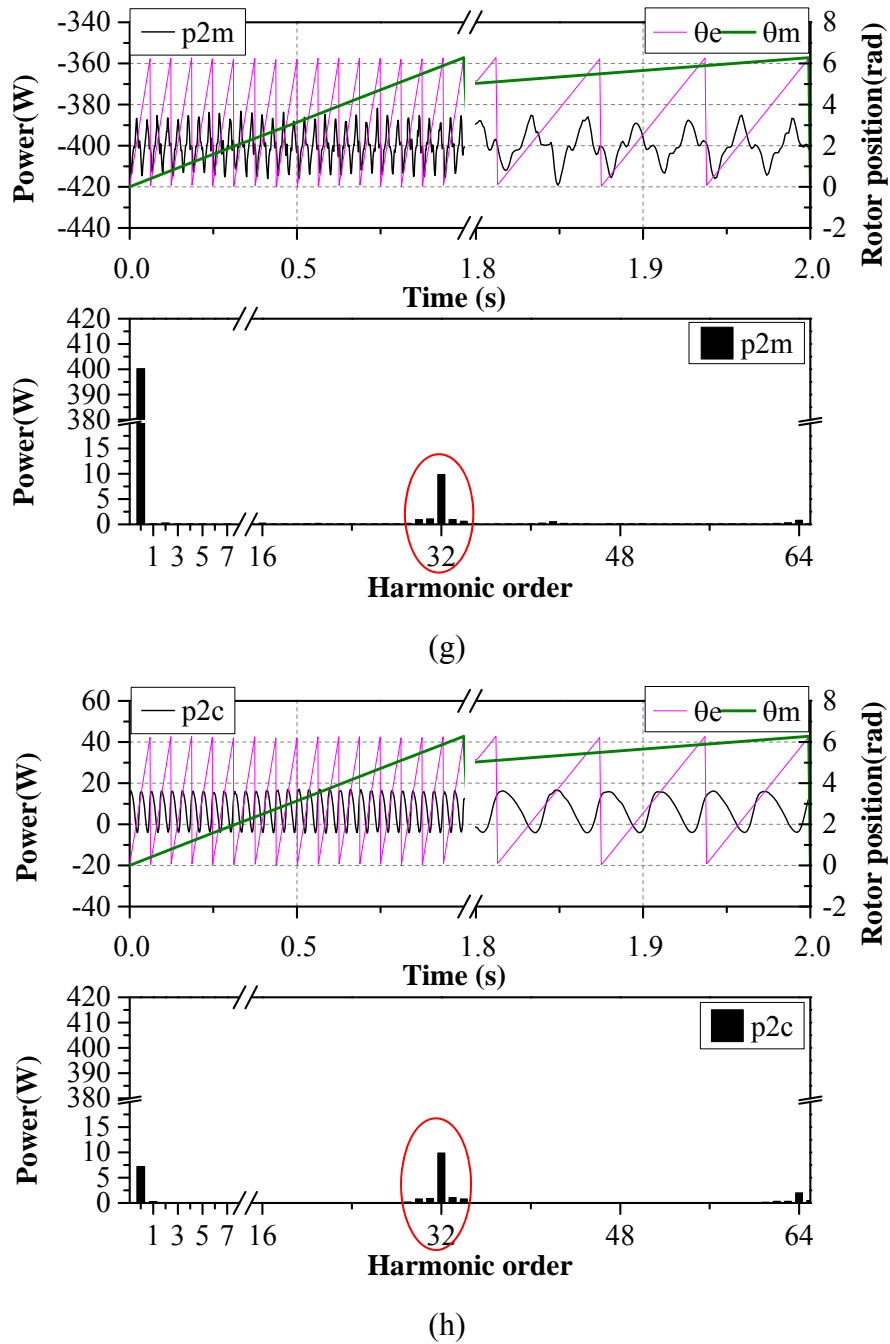 -340
-360
-380
-400
-420
-440
Power(W)
p2m
θe θm
8
6
4
2
0
-2
Rotor position(rad)
0.0 0.5 1.8 1.9 2.0
Time (s)
420
410
400
390
380
15
10
5
0
Power(W)
p2m
1 3 5 7 16 32 48 64
Harmonic order
(g)
60
40
20
0
-20
-40
Power(W)
p2c
θe θm
8
6
4
2
0
-2
Rotor position(rad)
0.0 0.5 1.8 1.9 2.0
Time (s)
420
410
400
390
380
15
10
5
0
Power(W)
p2c
1 3 5 7 16 32 48 64
Harmonic order
(h)